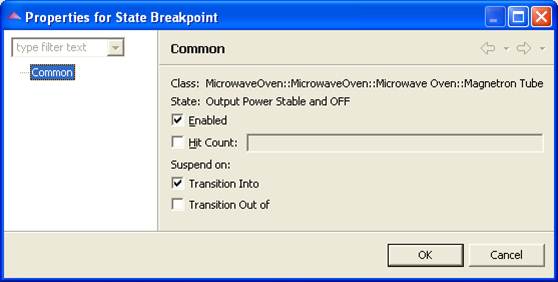 Properties for State Breakpoint
type filter text
Common
Common
Class: MicrowaveOven::MicrowaveOven::Microwave Oven::Magnetron Tube
State: Output Power Stable and OFF
Enabled
Hit Count:
Suspend on:
Transition Into
Transition Out of
OK
Cancel